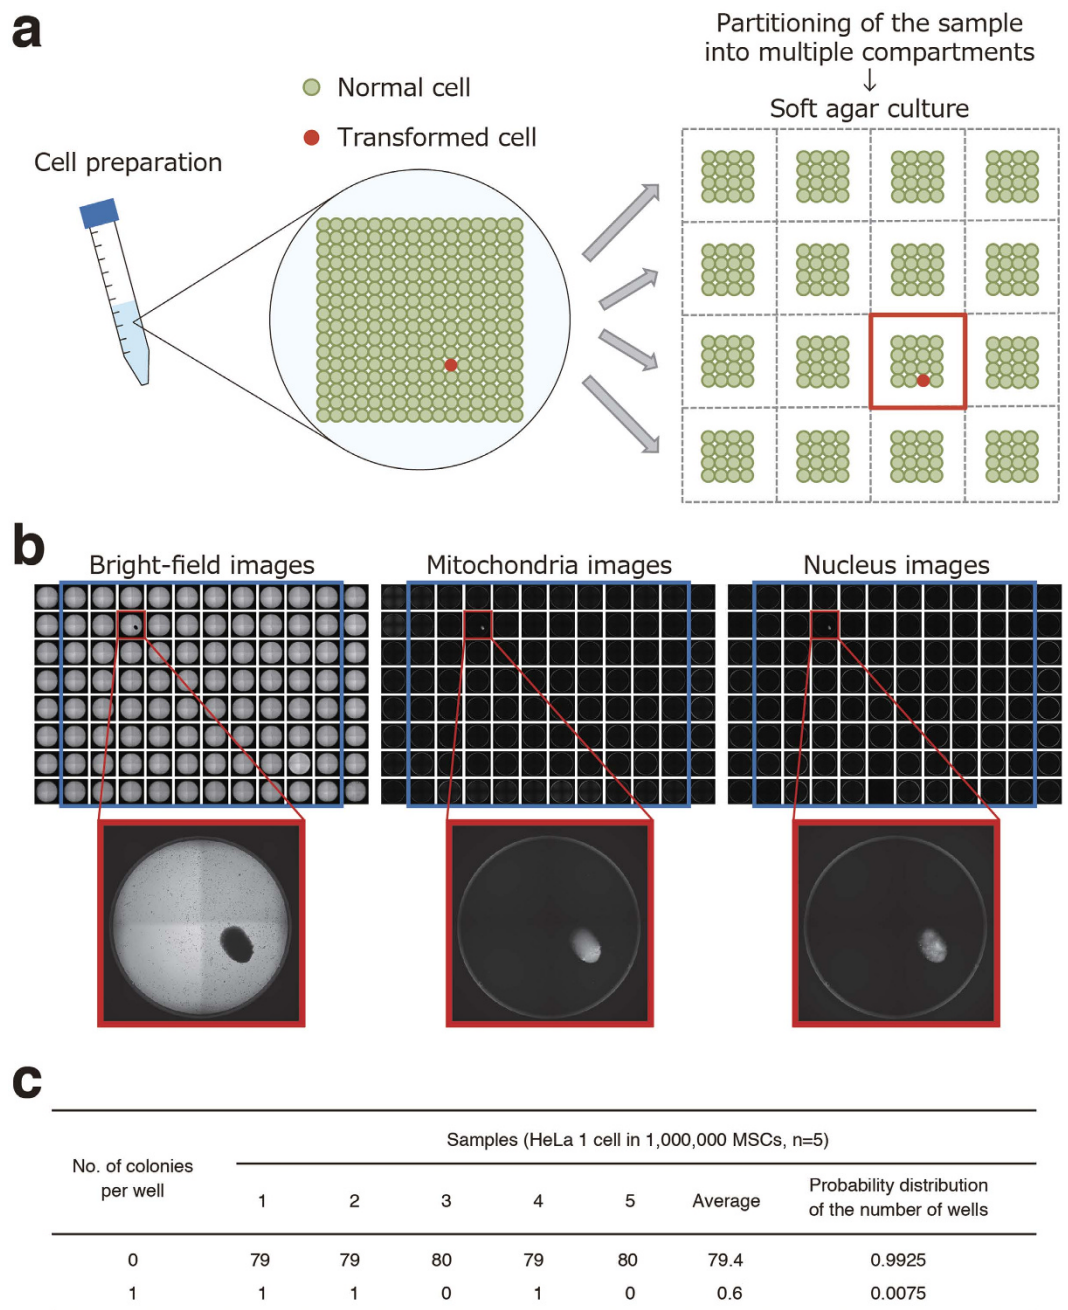 a
Partitioning of the sample
into multiple compartments
↓
Soft agar culture
Normal cell
Transformed cell
Cell preparation
b
Bright-field images
Mitochondria images
Nucleus images
c
Samples (HeLa 1 cell in 1,000,000 MSCs, n=5)
No. of colonies
per well
1 2 3 4 5 Average
Probability distribution
of the number of wells
0 79 79 80 79 80 79.4 0.9925
1 1 1 0 1 0 0.6 0.0075